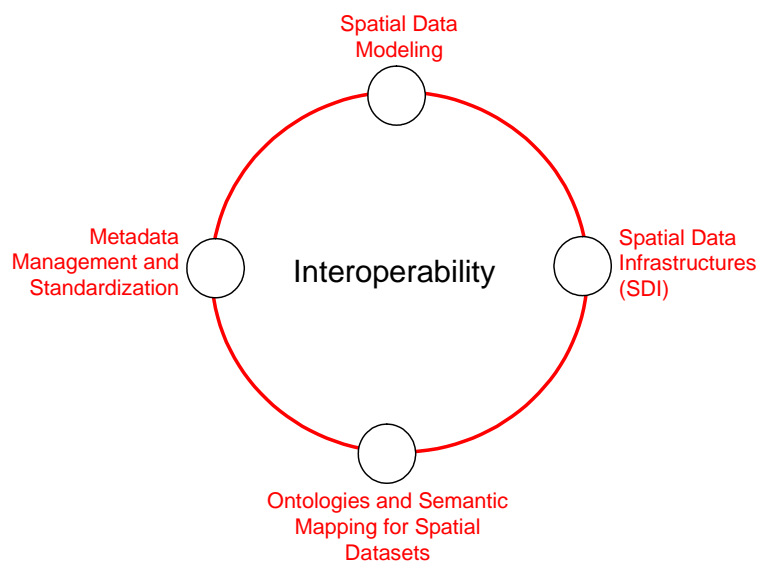 Spatial Data
Modeling
Metadata
Management and
Standardization
Interoperability
Spatial Data
Infrastructures
(SDI)
Ontologies and Semantic
Mapping for Spatial
Datasets